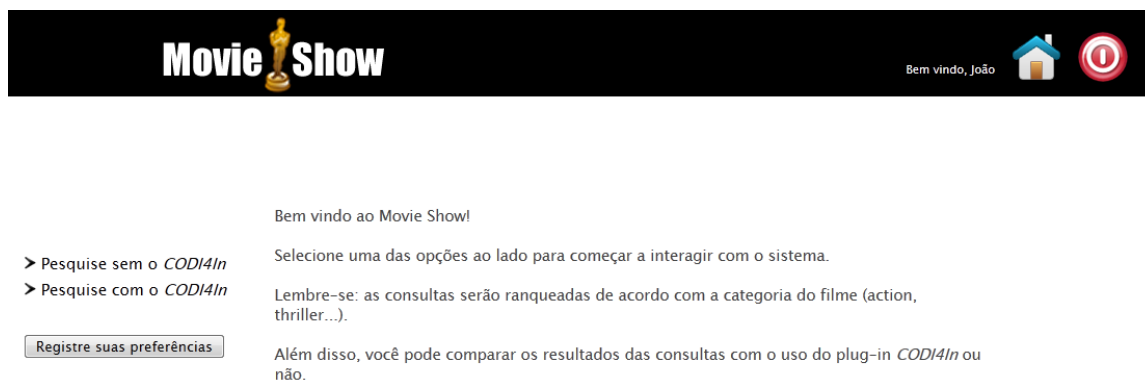 Movie Show
Bem vindo, João
Bem vindo ao Movie Show!
Selecione uma das opções ao lado para começar a interagir com o sistema.
> Pesquise sem o CODI4In
> Pesquise com o CODI4In
Lembre-se: as consultas serão ranqueadas de acordo com a categoria do filme (action,
thriller...).
Registre suas preferências
Além disso, você pode comparar os resultados das consultas com o uso do plug-in CODI4In ou
não.